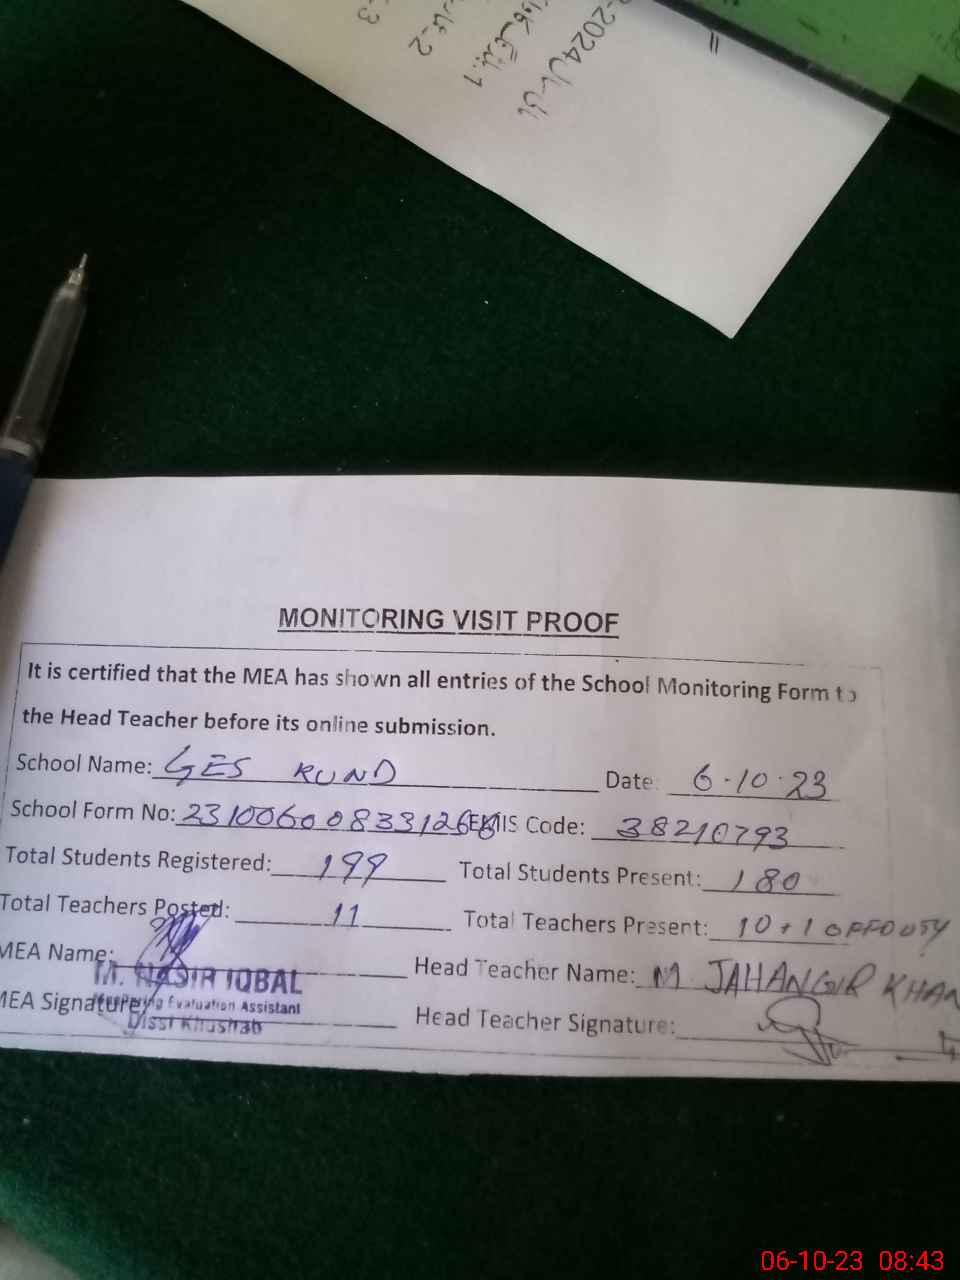 2024
MONITORING VISIT PROOF
It is certified that the MEA has shown all entries of the School Monitoring Form to
the Head Teacher before its online submission.
School Name: GES RUND Date: 6-10-23
School Form No: EMIS Code: 38210793
Total Students Registered: 199 Total Students Present: 180
Total Teachers Posted: 11 Total Teachers Present: 10+1 OFFDUTY
MEA Name: M. NASIR IQBAL Head Teacher Name: M JAHANGIR KHAN
MEA Signature: Evaluation Assistant Head Teacher Signature:
Khushab
06-10-23 08:43